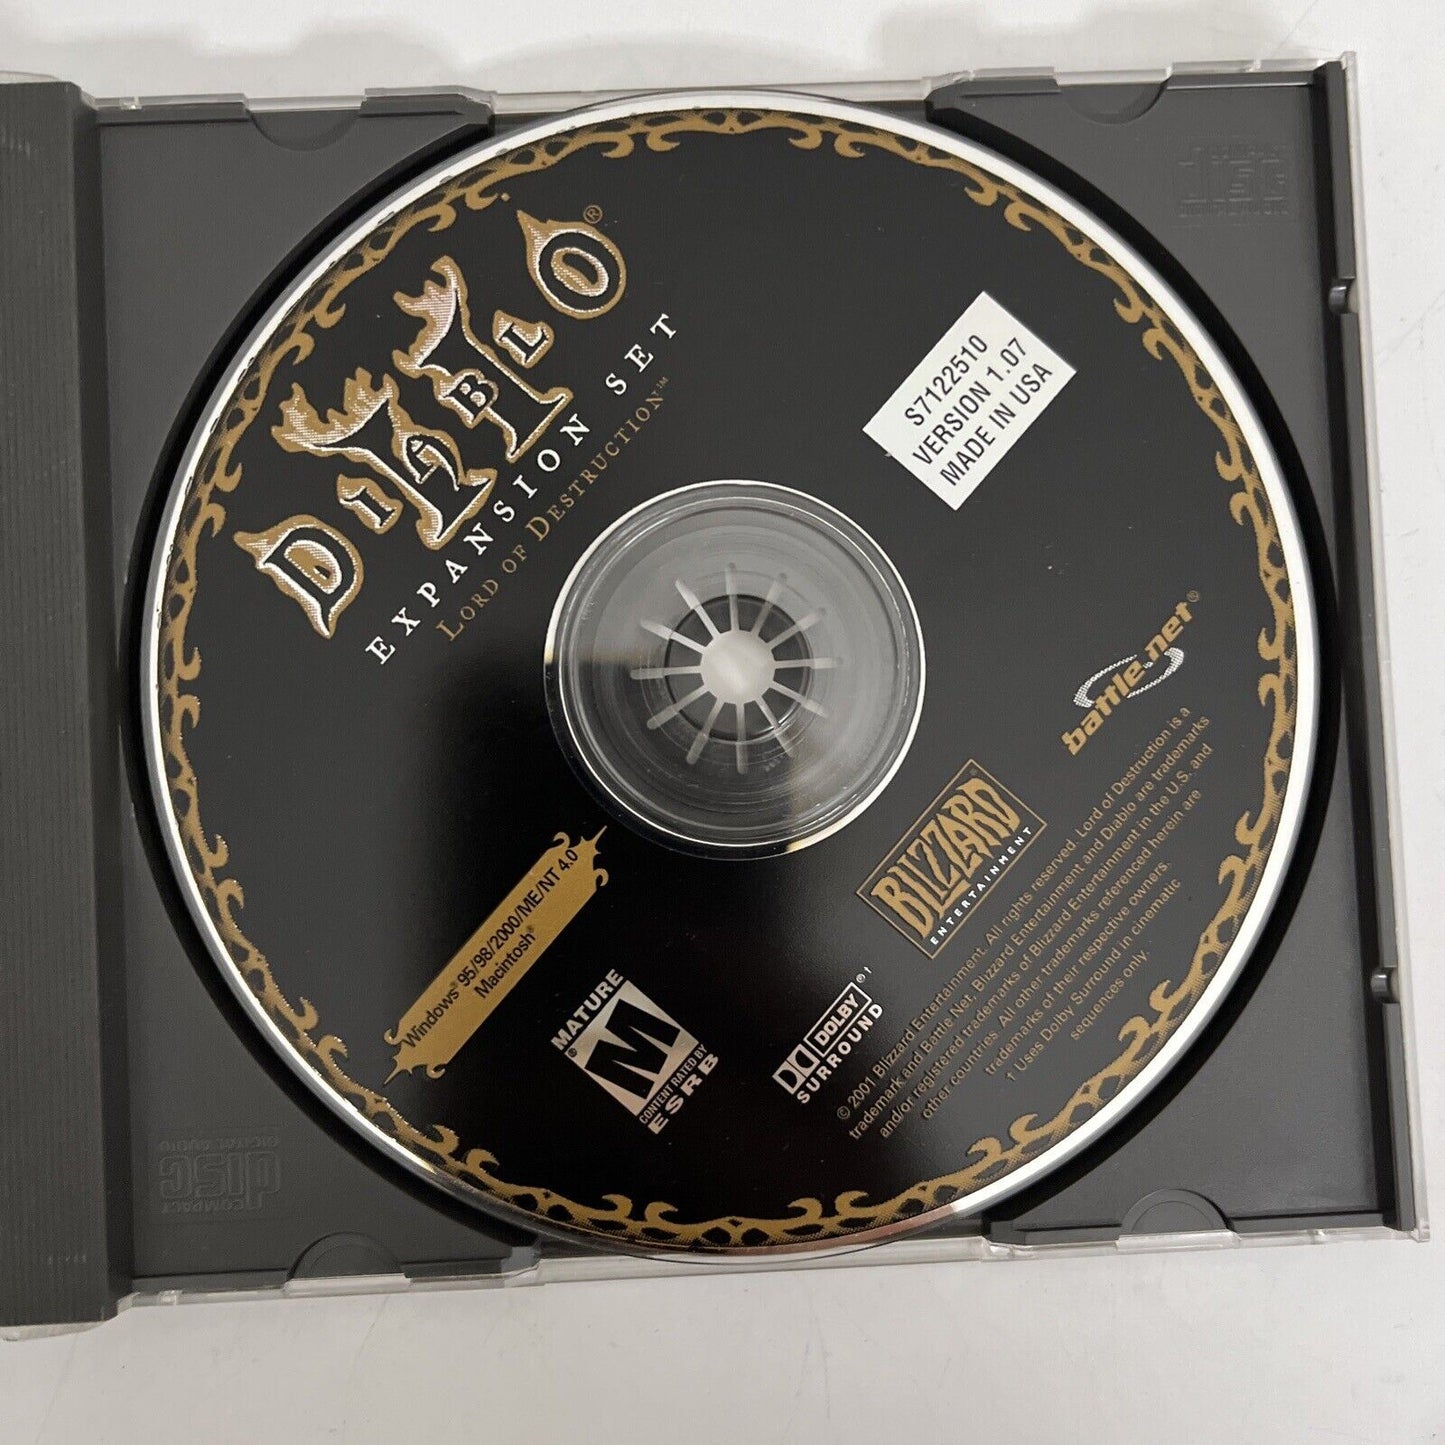 DIABLO II®
EXPANSION SET
LORD OF DESTRUCTION™
S7122510
VERSION 1.07
MADE IN USA
battle.net®
BLIZZARD
ENTERTAINMENT
Windows® 95/98/2000/ME/NT 4.0
Macintosh®
MATURE
M
®
CONTENT RATED BY
ESRB
DOLBY ®†
SURROUND
© 2001 Blizzard Entertainment. All rights reserved. Lord of Destruction is a
trademark and Battle.Net, Blizzard Entertainment and Diablo are trademarks
and/or registered trademarks of Blizzard Entertainment in the U.S. and
other countries. All other trademarks referenced herein are
trademarks of their respective owners.
† Uses Dolby Surround in cinematic
sequences only.
COMPACT
disc
DIGITAL AUDIO